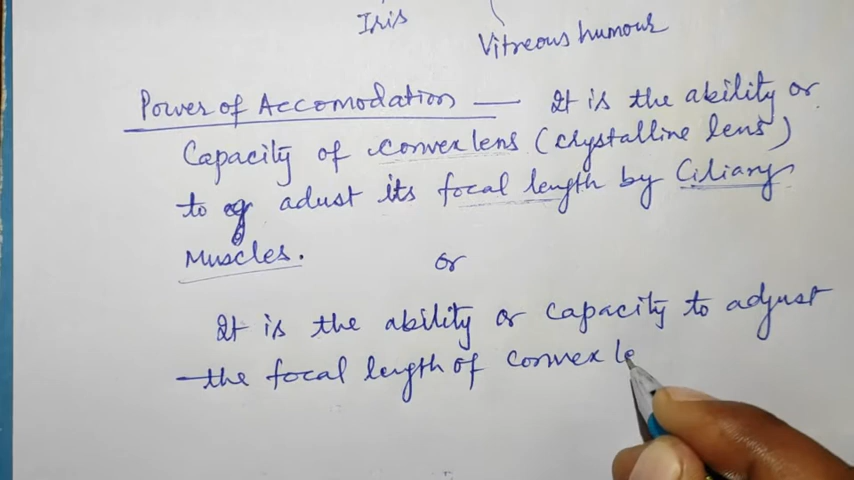 Iris
Vitreous humour
Power of Accomodation — It is the ability or
Capacity of convex lens (crystalline lens)
to adust its focal length by Ciliary
Muscles.
or
It is the ability or capacity to adjust
the focal length of convex le